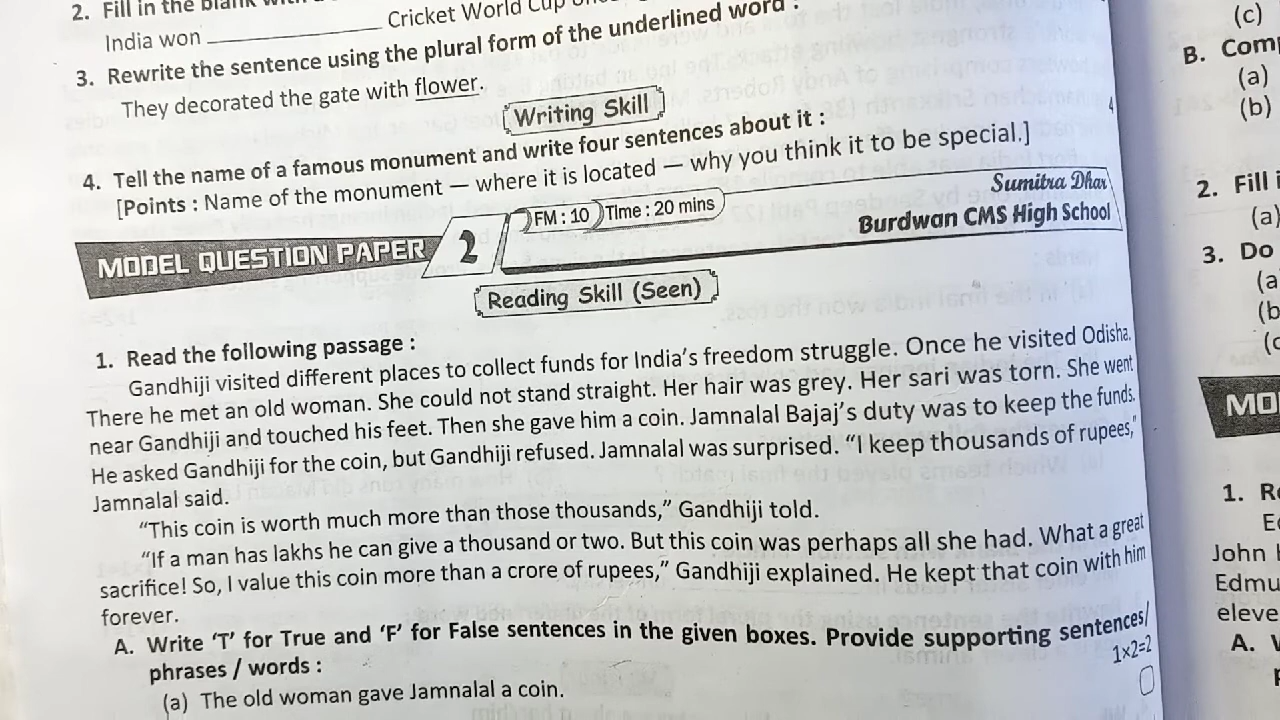 2. Fill in the blank
India won ____________ Cricket World Cup
3. Rewrite the sentence using the plural form of the underlined word :
They decorated the gate with flower.
Writing Skill
4. Tell the name of a famous monument and write four sentences about it :
[Points : Name of the monument — where it is located — why you think it to be special.]
MODEL QUESTION PAPER 2 FM : 10 Time : 20 mins
Sumitra Dhar
Burdwan CMS High School
Reading Skill (Seen)
1. Read the following passage :
Gandhiji visited different places to collect funds for India's freedom struggle. Once he visited Odisha.
There he met an old woman. She could not stand straight. Her hair was grey. Her sari was torn. She went
near Gandhiji and touched his feet. Then she gave him a coin. Jamnalal Bajaj's duty was to keep the funds.
He asked Gandhiji for the coin, but Gandhiji refused. Jamnalal was surprised. “I keep thousands of rupees,”
Jamnalal said.
“This coin is worth much more than those thousands,” Gandhiji told.
“If a man has lakhs he can give a thousand or two. But this coin was perhaps all she had. What a great
sacrifice! So, I value this coin more than a crore of rupees,” Gandhiji explained. He kept that coin with him
forever.
A. Write ‘T’ for True and ‘F’ for False sentences in the given boxes. Provide supporting sentences/
phrases / words :
1×2=2
(a) The old woman gave Jamnalal a coin.
(c)
B.
(a)
(b)
2. Fill
(a)
3. Do
(a
(b
(c
MO
1.
John
Edmu
eleve
A.